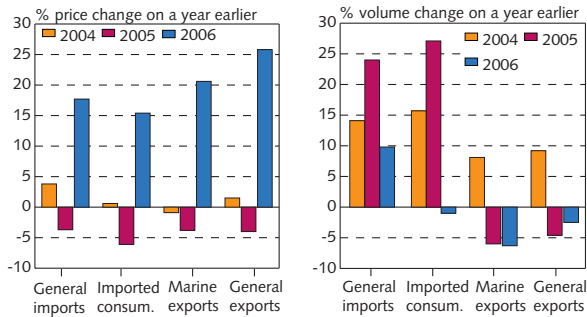 % price change on a year earlier
2004 2005 2006
30
25
20
15
10
5
0
-5
-10
General imports
Imported consum.
Marine exports
General exports
% volume change on a year earlier
2004 2005
2006
30
25
20
15
10
5
0
-5
-10
General imports
Imported consum.
Marine exports
General exports